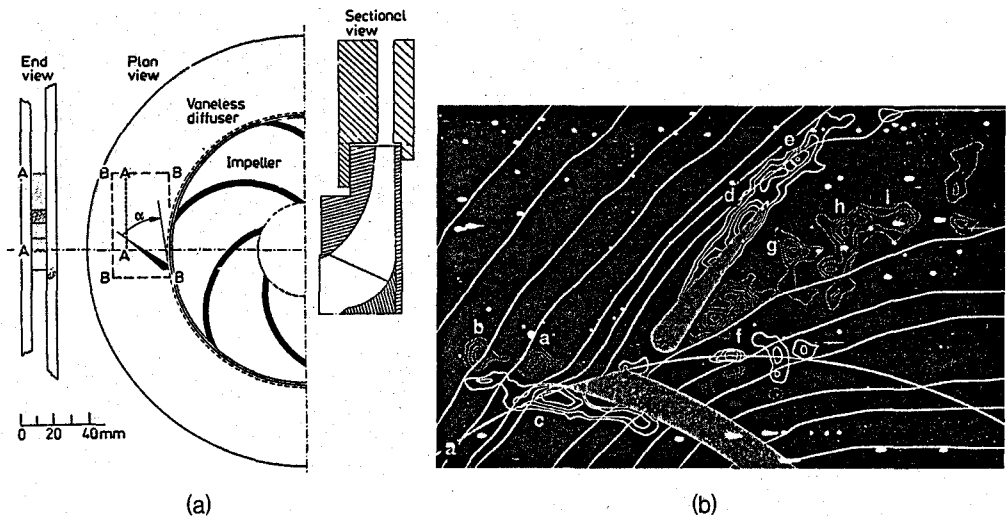 End
view
Plan
view
Sectional
view
Vaneless
diffuser
Impeller
A
B
A
B
α
A
A
B
B
0 20 40mm
(a)
e
d
h
i
g
b
a
f
c
a
(b)